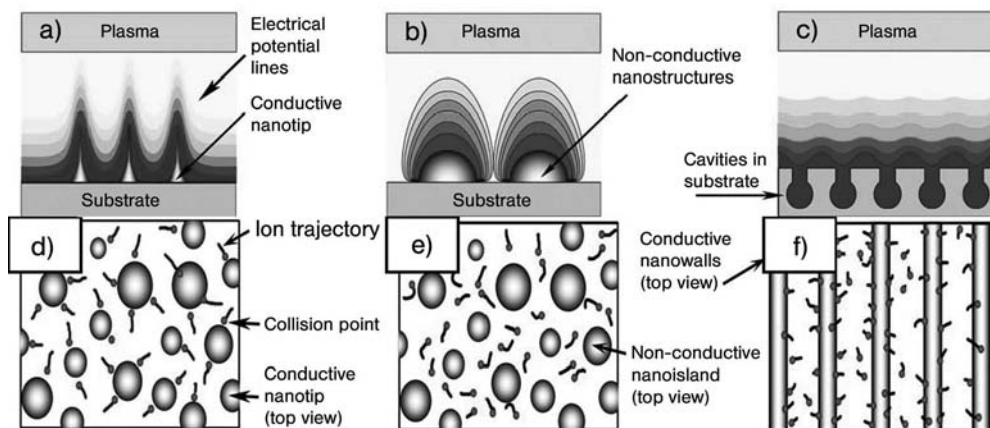 a)
Plasma
Electrical
potential
lines
Conductive
nanotip
Substrate
b)
Plasma
Non-conductive
nanostructures
Substrate
c)
Plasma
Cavities in
substrate
d)
Ion trajectory
Collision point
Conductive
nanotip
(top view)
e)
Non-conductive
nanoisland
(top view)
Conductive
nanowalls
(top view)
f)